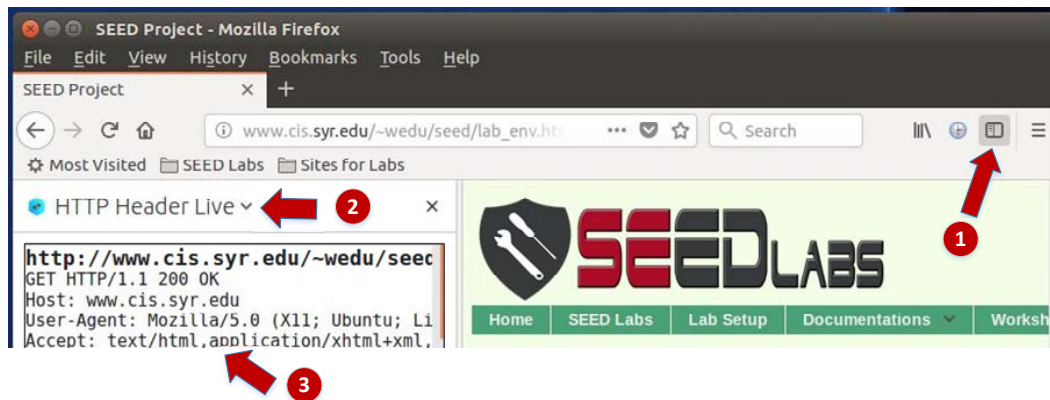 SEED Project - Mozilla Firefox
File Edit View History Bookmarks Tools Help
SEED Project
www.cis.syr.edu/~wedu/seed/lab_env.ht
Search
Most Visited SEED Labs Sites for Labs
HTTP Header Live
2
1
SEEDLABS
http://www.cis.syr.edu/~wedu/seed
GET HTTP/1.1 200 OK
Host: www.cis.syr.edu
User-Agent: Mozilla/5.0 (X11; Ubuntu; Li
Accept: text/html,application/xhtml+xml,
Home SEED Labs Lab Setup Documentations Worksh
3